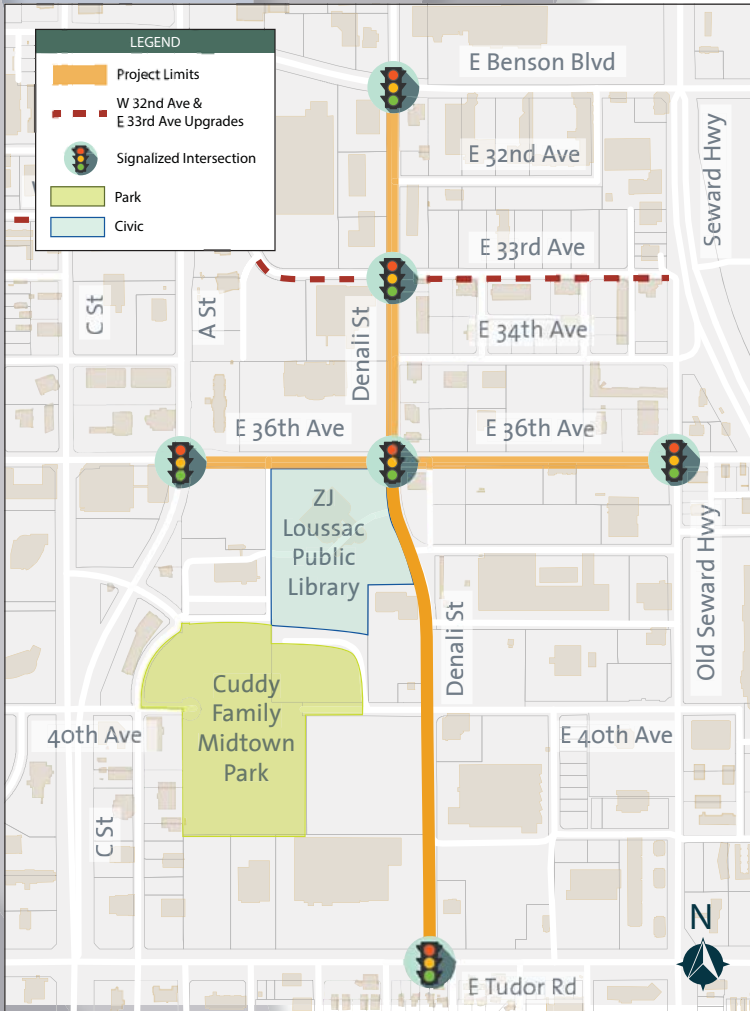 LEGEND
Project Limits
W 32nd Ave &
E 33rd Ave Upgrades
Signalized Intersection
Park
Civic
E Benson Blvd
E 32nd Ave
Seward Hwy
E 33rd Ave
C St
A St
Denali St
E 34th Ave
E 36th Ave
E 36th Ave
ZJ
Loussac
Public
Library
Denali St
Old Seward Hwy
Cuddy
Family
Midtown
Park
40th Ave
E 40th Ave
C St
N
E Tudor Rd